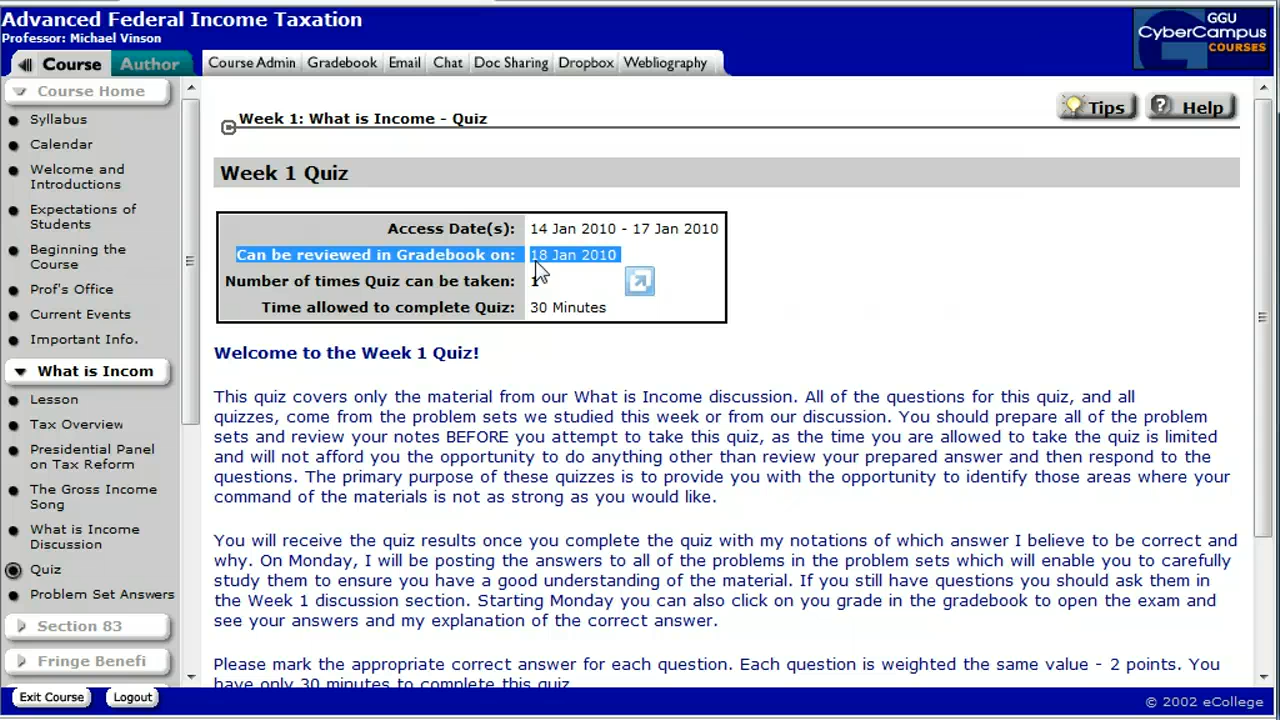 Advanced Federal Income Taxation
Professor: Michael Vinson
GGU
CyberCampus
COURSES
Course
Author
Course Admin
Gradebook
Email
Chat
Doc Sharing
Dropbox
Webliography
Course Home
Syllabus
Calendar
Welcome and
Introductions
Expectations of
Students
Beginning the
Course
Prof's Office
Current Events
Important Info.
What is Incom
Lesson
Tax Overview
Presidential Panel
on Tax Reform
The Gross Income
Song
What is Income
Discussion
Quiz
Problem Set Answers
Section 83
Fringe Benefi
Exit Course
Logout
Tips
Help
Week 1: What is Income - Quiz
Week 1 Quiz
Access Date(s): 14 Jan 2010 - 17 Jan 2010
Can be reviewed in Gradebook on: 18 Jan 2010
Number of times Quiz can be taken: 1
Time allowed to complete Quiz: 30 Minutes
Welcome to the Week 1 Quiz!
This quiz covers only the material from our What is Income discussion. All of the questions for this quiz, and all
quizzes, come from the problem sets we studied this week or from our discussion. You should prepare all of the problem
sets and review your notes BEFORE you attempt to take this quiz, as the time you are allowed to take the quiz is limited
and will not afford you the opportunity to do anything other than review your prepared answer and then respond to the
questions. The primary purpose of these quizzes is to provide you with the opportunity to identify those areas where your
command of the materials is not as strong as you would like.
You will receive the quiz results once you complete the quiz with my notations of which answer I believe to be correct and
why. On Monday, I will be posting the answers to all of the problems in the problem sets which will enable you to carefully
study them to ensure you have a good understanding of the material. If you still have questions you should ask them in
the Week 1 discussion section. Starting Monday you can also click on you grade in the gradebook to open the exam and
see your answers and my explanation of the correct answer.
Please mark the appropriate correct answer for each question. Each question is weighted the same value - 2 points. You
have only 30 minutes to complete this quiz
© 2002 eCollege